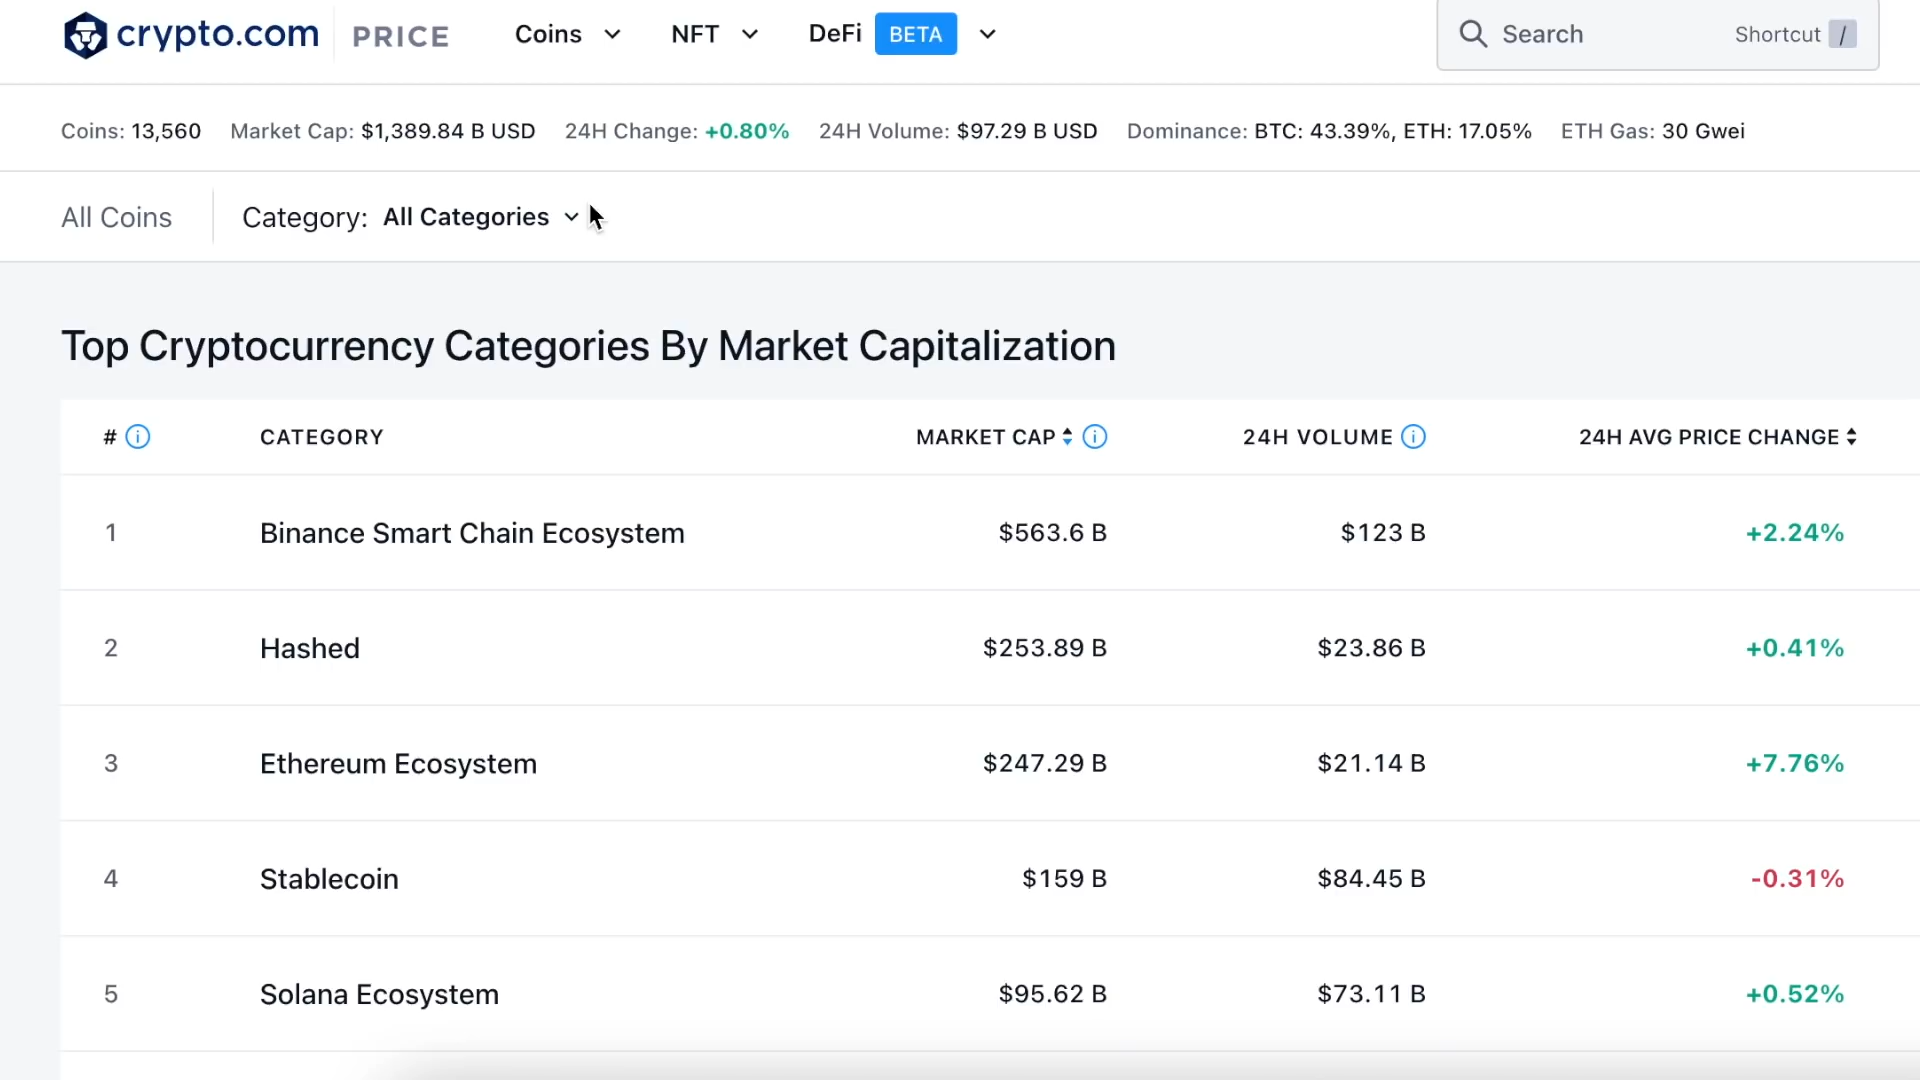 crypto.com PRICE Coins NFT DeFi BETA Search Shortcut /
Coins: 13,560 Market Cap: $1,389.84 B USD 24H Change: +0.80% 24H Volume: $97.29 B USD Dominance: BTC: 43.39%, ETH: 17.05% ETH Gas: 30 Gwei
All Coins Category: All Categories
Top Cryptocurrency Categories By Market Capitalization
# CATEGORY MARKET CAP 24H VOLUME 24H AVG PRICE CHANGE
1 Binance Smart Chain Ecosystem $563.6 B $123 B +2.24%
2 Hashed $253.89 B $23.86 B +0.41%
3 Ethereum Ecosystem $247.29 B $21.14 B +7.76%
4 Stablecoin $159 B $84.45 B -0.31%
5 Solana Ecosystem $95.62 B $73.11 B +0.52%